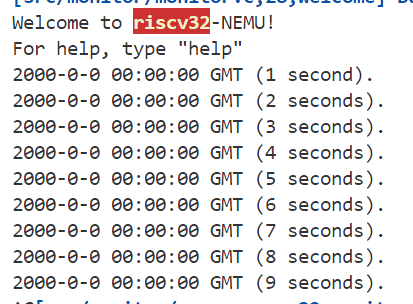 Welcome to riscv32-NEMU!
For help, type "help"
2000-0-0 00:00:00 GMT (1 second).
2000-0-0 00:00:00 GMT (2 seconds).
2000-0-0 00:00:00 GMT (3 seconds).
2000-0-0 00:00:00 GMT (4 seconds).
2000-0-0 00:00:00 GMT (5 seconds).
2000-0-0 00:00:00 GMT (6 seconds).
2000-0-0 00:00:00 GMT (7 seconds).
2000-0-0 00:00:00 GMT (8 seconds).
2000-0-0 00:00:00 GMT (9 seconds).